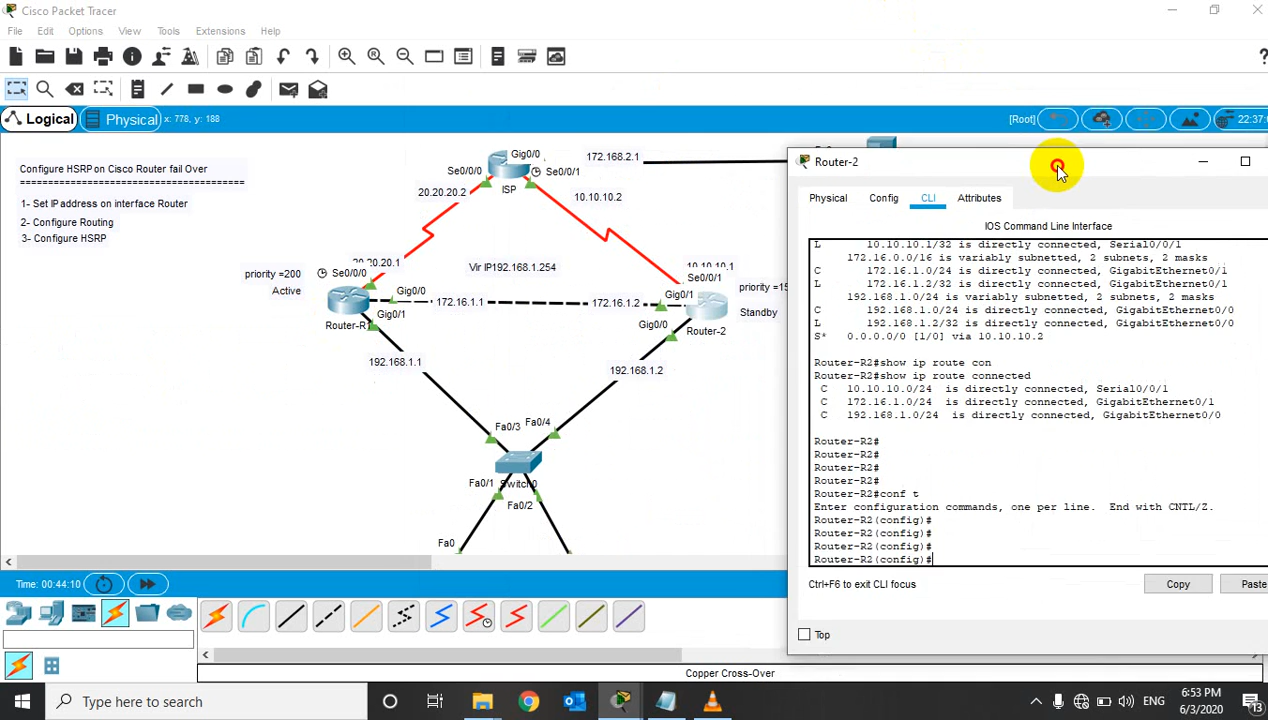 Cisco Packet Tracer
File Edit Options View Tools Extensions Help
Logical Physical x: 778, y: 188
[Root] 22:37:
Configure HSRP on Cisco Router fail Over
==========================================
1- Set IP address on interface Router
2- Configure Routing
3- Configure HSRP
Gig0/0
172.168.2.1
Se0/0/0
Se0/0/1
ISP
20.20.20.2
10.10.10.2
20.20.20.1
Vir IP192.168.1.254
10.10.10.1
priority =200
Se0/0/0
Se0/0/1
Active
Gig0/0
172.16.1.1
172.16.1.2
Gig0/1
priority =15
Gig0/1
Gig0/0
Standby
Router-R1
Router-2
192.168.1.1
192.168.1.2
Fa0/3
Fa0/4
Fa0/1
Switch0
Fa0/2
Fa0
Router-2
Physical Config CLI Attributes
IOS Command Line Interface
L 10.10.10.1/32 is directly connected, Serial0/0/1
172.16.0.0/16 is variably subnetted, 2 subnets, 2 masks
C 172.16.1.0/24 is directly connected, GigabitEthernet0/1
L 172.16.1.2/32 is directly connected, GigabitEthernet0/1
192.168.1.0/24 is variably subnetted, 2 subnets, 2 masks
C 192.168.1.0/24 is directly connected, GigabitEthernet0/0
L 192.168.1.2/32 is directly connected, GigabitEthernet0/0
S* 0.0.0.0/0 [1/0] via 10.10.10.2
Router-R2#show ip route con
Router-R2#show ip route connected
C 10.10.10.0/24 is directly connected, Serial0/0/1
C 172.16.1.0/24 is directly connected, GigabitEthernet0/1
C 192.168.1.0/24 is directly connected, GigabitEthernet0/0
Router-R2#
Router-R2#
Router-R2#
Router-R2#
Router-R2#conf t
Enter configuration commands, one per line. End with CNTL/Z.
Router-R2(config)#
Router-R2(config)#
Router-R2(config)#
Router-R2(config)#
Ctrl+F6 to exit CLI focus
Copy
Paste
Top
Time: 00:44:10
Copper Cross-Over
Type here to search
ENG
6:53 PM
6/3/2020
13